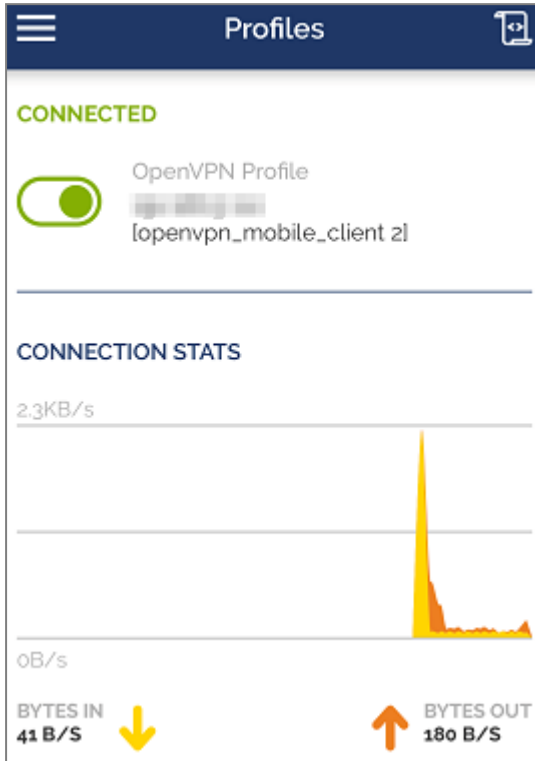 Profiles
CONNECTED
OpenVPN Profile
[openvpn_mobile_client 2]
CONNECTION STATS
2.3KB/s
0B/s
BYTES IN
41 B/S
BYTES OUT
180 B/S